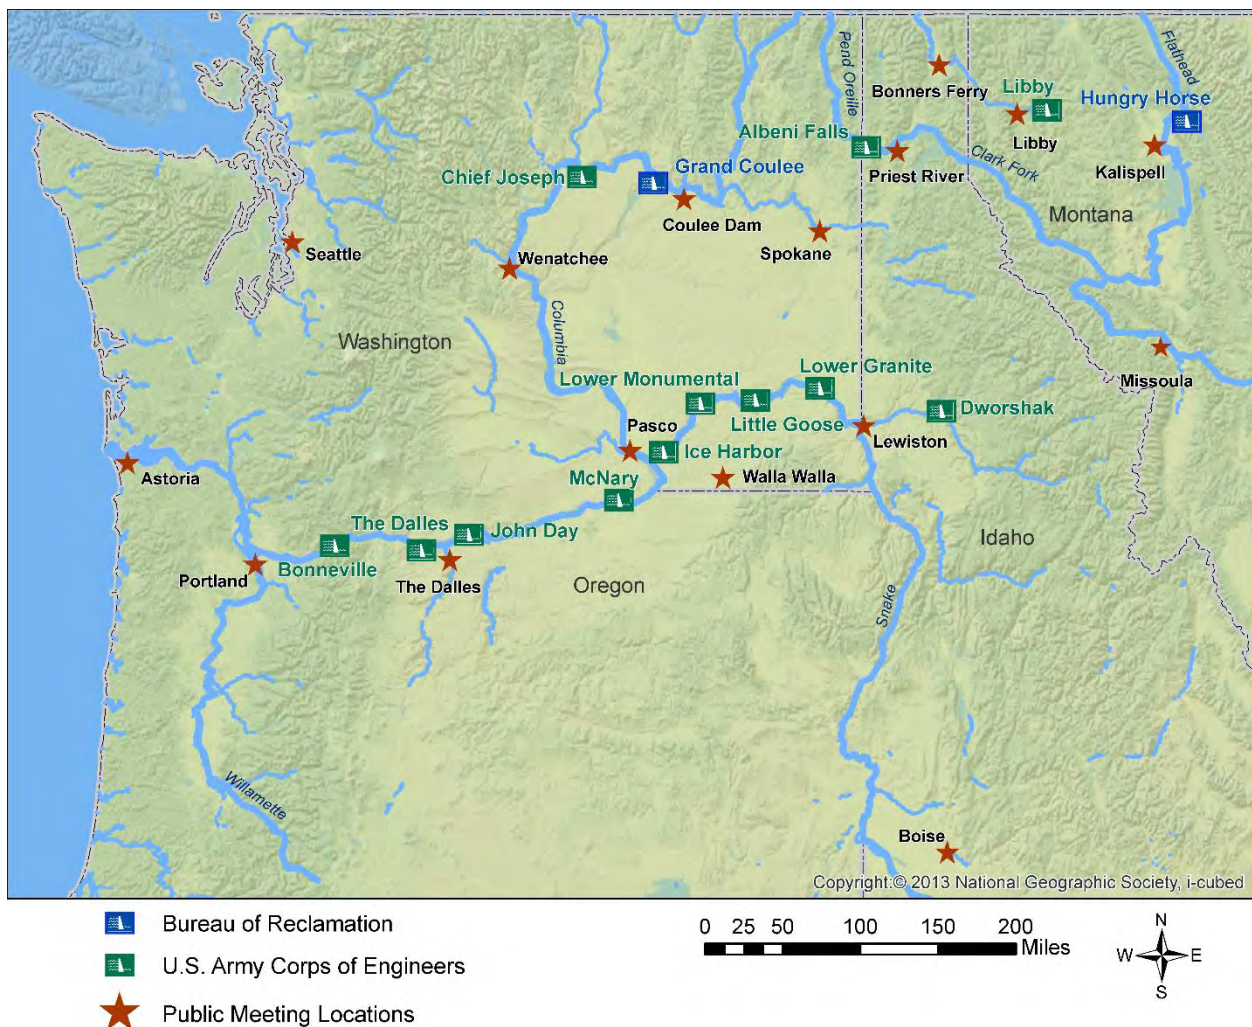 12
Pend Oreille
Flathead
Bonners Ferry
Libby
Hungry Horse
Albeni Falls
Libby
Grand Coulee
Chief Joseph
Priest River
Clark Fork
Kalispell
Coulee Dam
Montana
Seattle
Wenatchee
Spokane
Columbia
Washington
Lower Granite
Lower Monumental
Missoula
Dworshak
Pasco
Little Goose
Lewiston
Ice Harbor
Astoria
McNary
Walla Walla
The Dalles
John Day
Idaho
Bonneville
Portland
The Dalles
Oregon
Snake
Willamette
Boise
Copyright:© 2013 National Geographic Society, i-cubed
Bureau of Reclamation
U.S. Army Corps of Engineers
Public Meeting Locations
0 25 50 100 150 200
Miles
N
W E
S